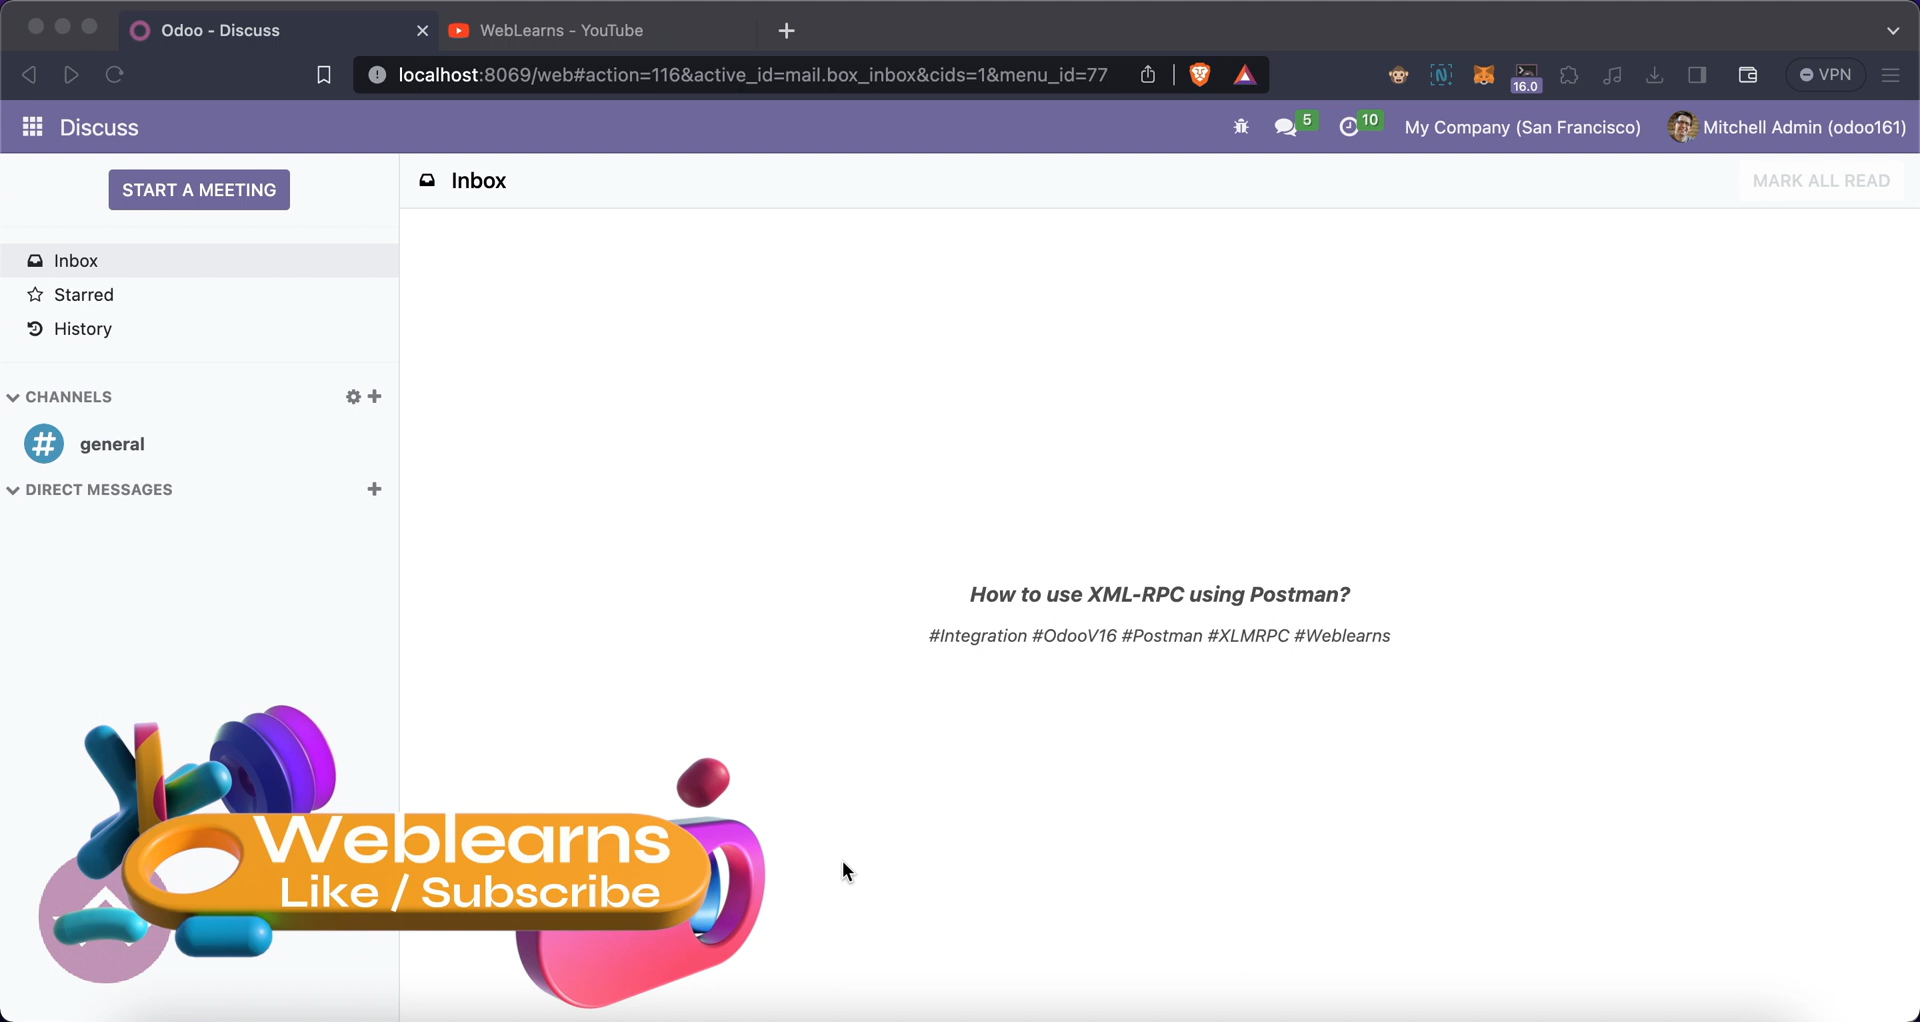 Odoo - Discuss
WebLearns - YouTube
localhost:8069/web#action=116&active_id=mail.box_inbox&cids=1&menu_id=77
16.0
VPN
Discuss
5
10
My Company (San Francisco)
Mitchell Admin (odoo161)
START A MEETING
Inbox
MARK ALL READ
Inbox
Starred
History
CHANNELS
general
DIRECT MESSAGES
How to use XML-RPC using Postman?
#Integration #OdooV16 #Postman #XLMRPC #Weblearns
Weblearns
Like / Subscribe